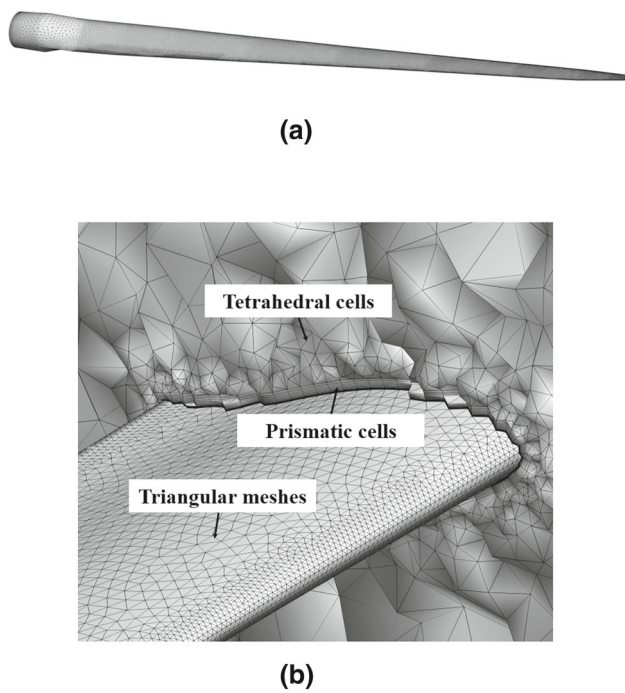 (a)
Tetrahedral cells
Prismatic cells
Triangular meshes
(b)